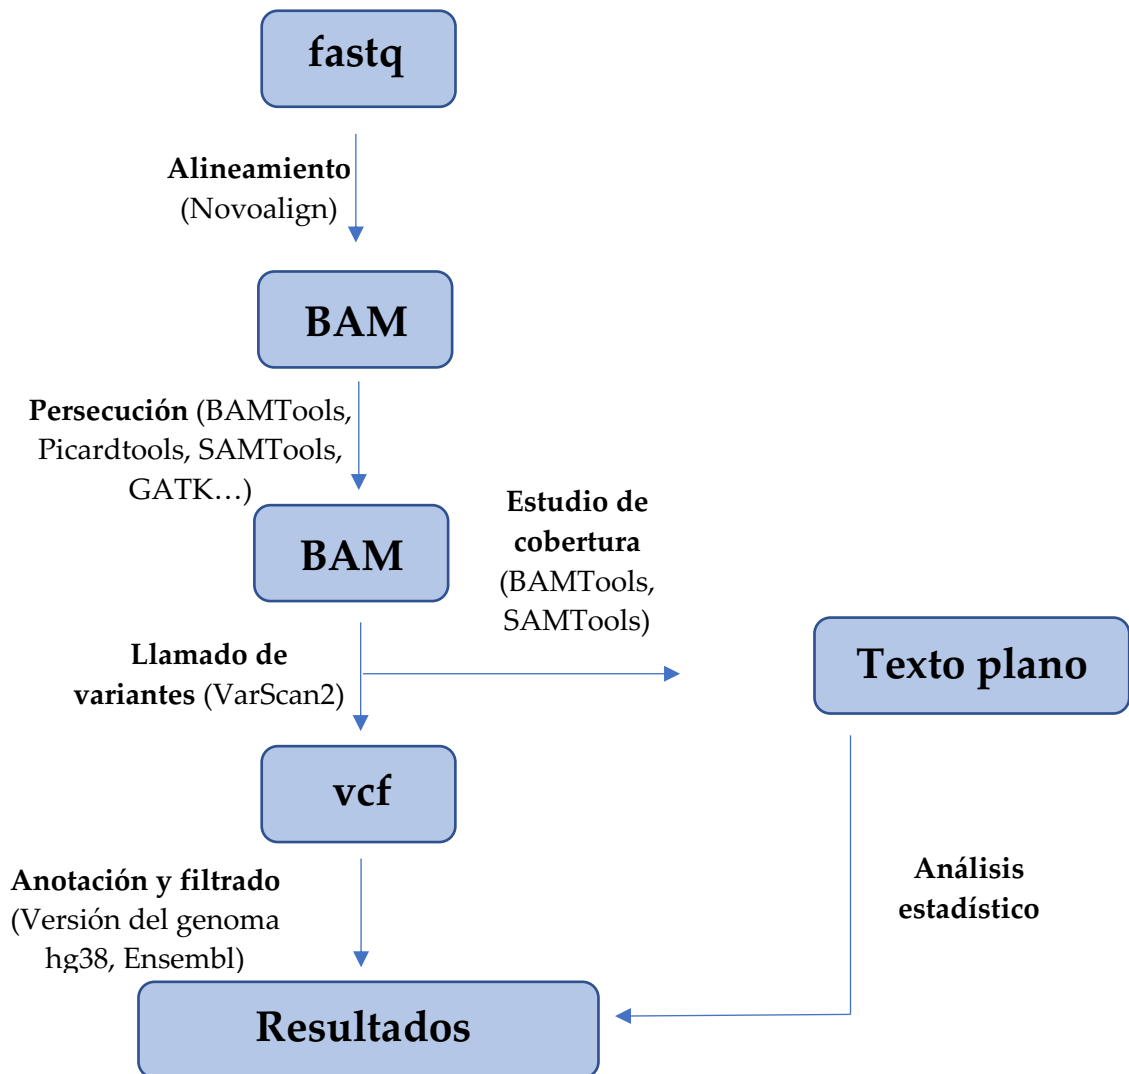 fastq
Alineamiento
(Novoalign)
BAM
Persecución (BAMTools,
Picardtools, SAMTools,
GATK…)
BAM
Estudio de
cobertura
(BAMTools,
SAMTools)
Llamado de
variantes (VarScan2)
Texto plano
vcf
Anotación y filtrado
(Versión del genoma
hg38, Ensembl)
Análisis
estadístico
Resultados